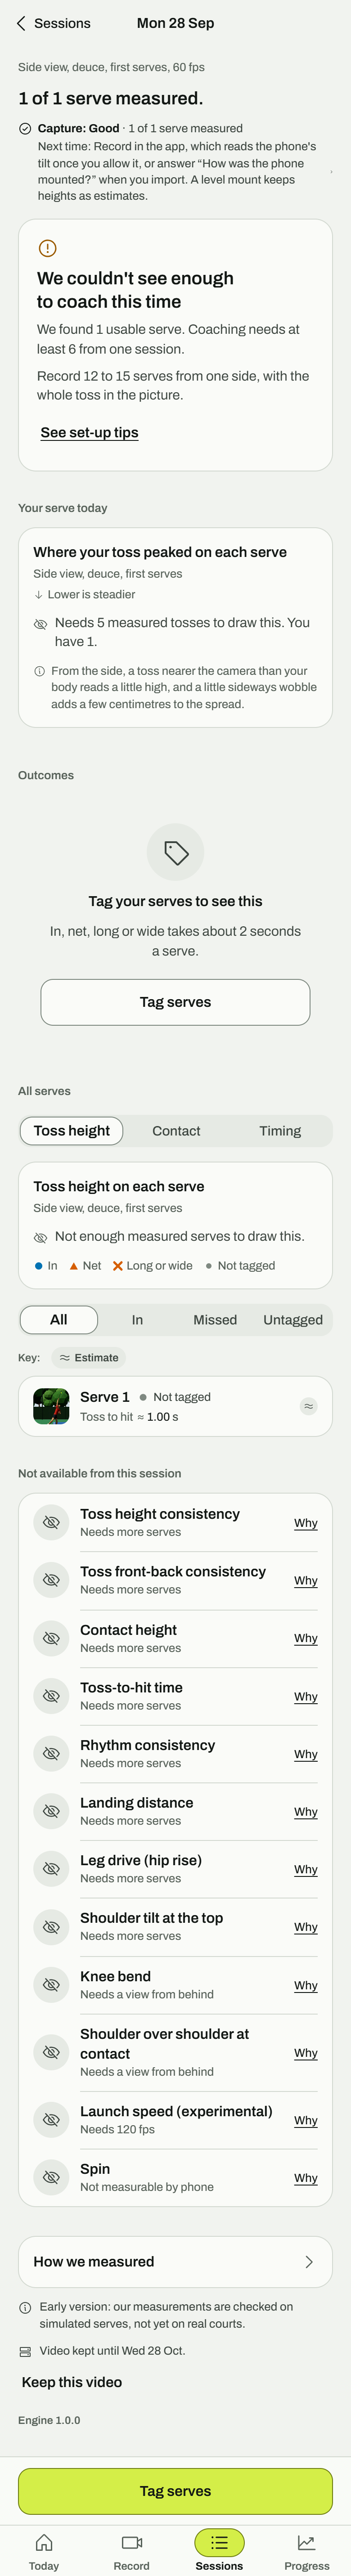 Sessions
Mon 28 Sep
Side view, deuce, first serves, 60 fps
1 of 1 serve measured.
Capture: Good · 1 of 1 serve measured
Next time: Record in the app, which reads the phone's
tilt once you allow it, or answer “How was the phone
mounted?” when you import. A level mount keeps
heights as estimates.
We couldn't see enough
to coach this time
We found 1 usable serve. Coaching needs at
least 6 from one session.
Record 12 to 15 serves from one side, with the
whole toss in the picture.
See set-up tips
Your serve today
Where your toss peaked on each serve
Side view, deuce, first serves
↓ Lower is steadier
Needs 5 measured tosses to draw this. You
have 1.
From the side, a toss nearer the camera than your
body reads a little high, and a little sideways wobble
adds a few centimetres to the spread.
Outcomes
Tag your serves to see this
In, net, long or wide takes about 2 seconds
a serve.
Tag serves
All serves
Toss height
Contact
Timing
Toss height on each serve
Side view, deuce, first serves
Not enough measured serves to draw this.
In
Net
Long or wide
Not tagged
All
In
Missed
Untagged
Key:
≈ Estimate
Serve 1
Not tagged
Toss to hit ≈ 1.00 s
≈
Not available from this session
Toss height consistency
Needs more serves
Why
Toss front-back consistency
Needs more serves
Why
Contact height
Needs more serves
Why
Toss-to-hit time
Needs more serves
Why
Rhythm consistency
Needs more serves
Why
Landing distance
Needs more serves
Why
Leg drive (hip rise)
Needs more serves
Why
Shoulder tilt at the top
Needs more serves
Why
Knee bend
Needs a view from behind
Why
Shoulder over shoulder at
contact
Needs a view from behind
Why
Launch speed (experimental)
Needs 120 fps
Why
Spin
Not measurable by phone
Why
How we measured
Early version: our measurements are checked on
simulated serves, not yet on real courts.
Video kept until Wed 28 Oct.
Keep this video
Engine 1.0.0
Tag serves
Today
Record
Sessions
Progress